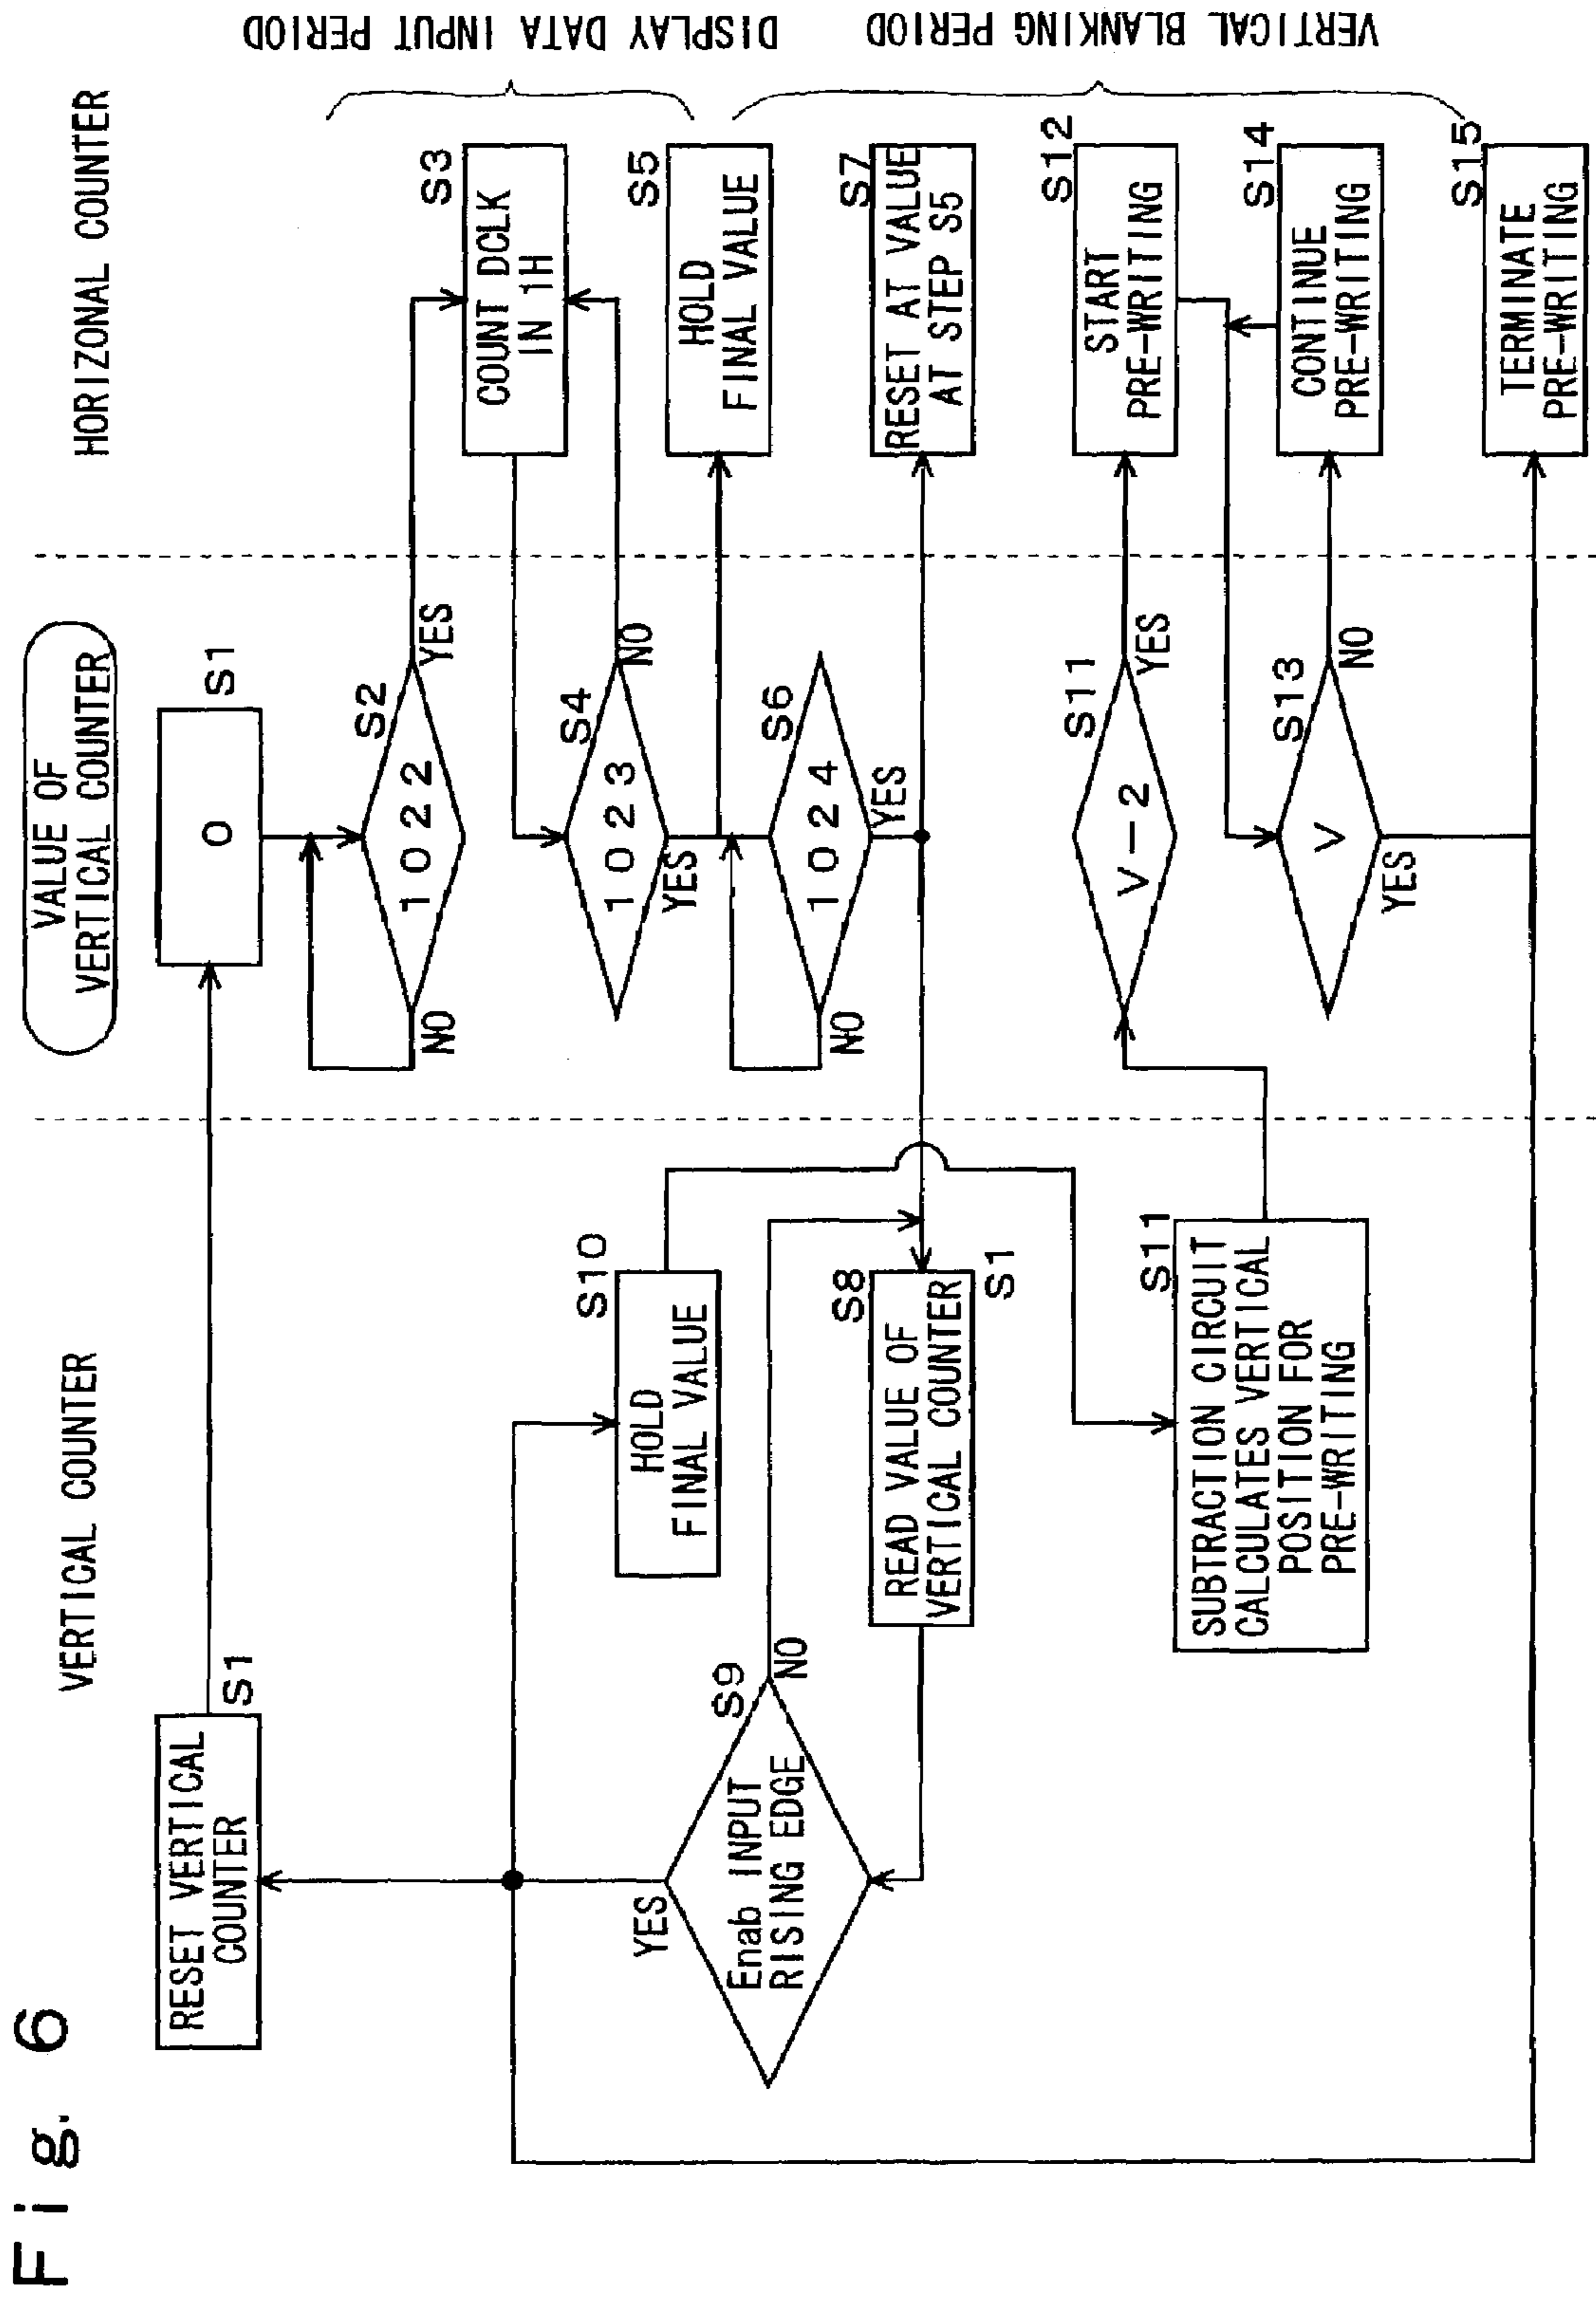 Fig. 6
VERTICAL COUNTER
VALUE OF
VERTICAL COUNTER
HORIZONAL COUNTER
RESET VERTICAL
COUNTER
S1
0
S1
1022
S2
NO
YES
COUNT DCLK
IN 1H
S3
1023
S4
NO
YES
HOLD
FINAL VALUE
S5
1024
S6
NO
YES
RESET AT VALUE
AT STEP S5
S7
READ VALUE OF
VERTICAL COUNTER
S8
S1
Enab INPUT
RISING EDGE
S9
NO
YES
HOLD
FINAL VALUE
S10
SUBTRACTION CIRCUIT
CALCULATES VERTICAL
POSITION FOR
PRE-WRITING
S11
V-2
S11
YES
START
PRE-WRITING
S12
V
S13
NO
YES
CONTINUE
PRE-WRITING
S14
TERMINATE
PRE-WRITING
S15
DISPLAY DATA INPUT PERIOD
VERTICAL BLANKING PERIOD